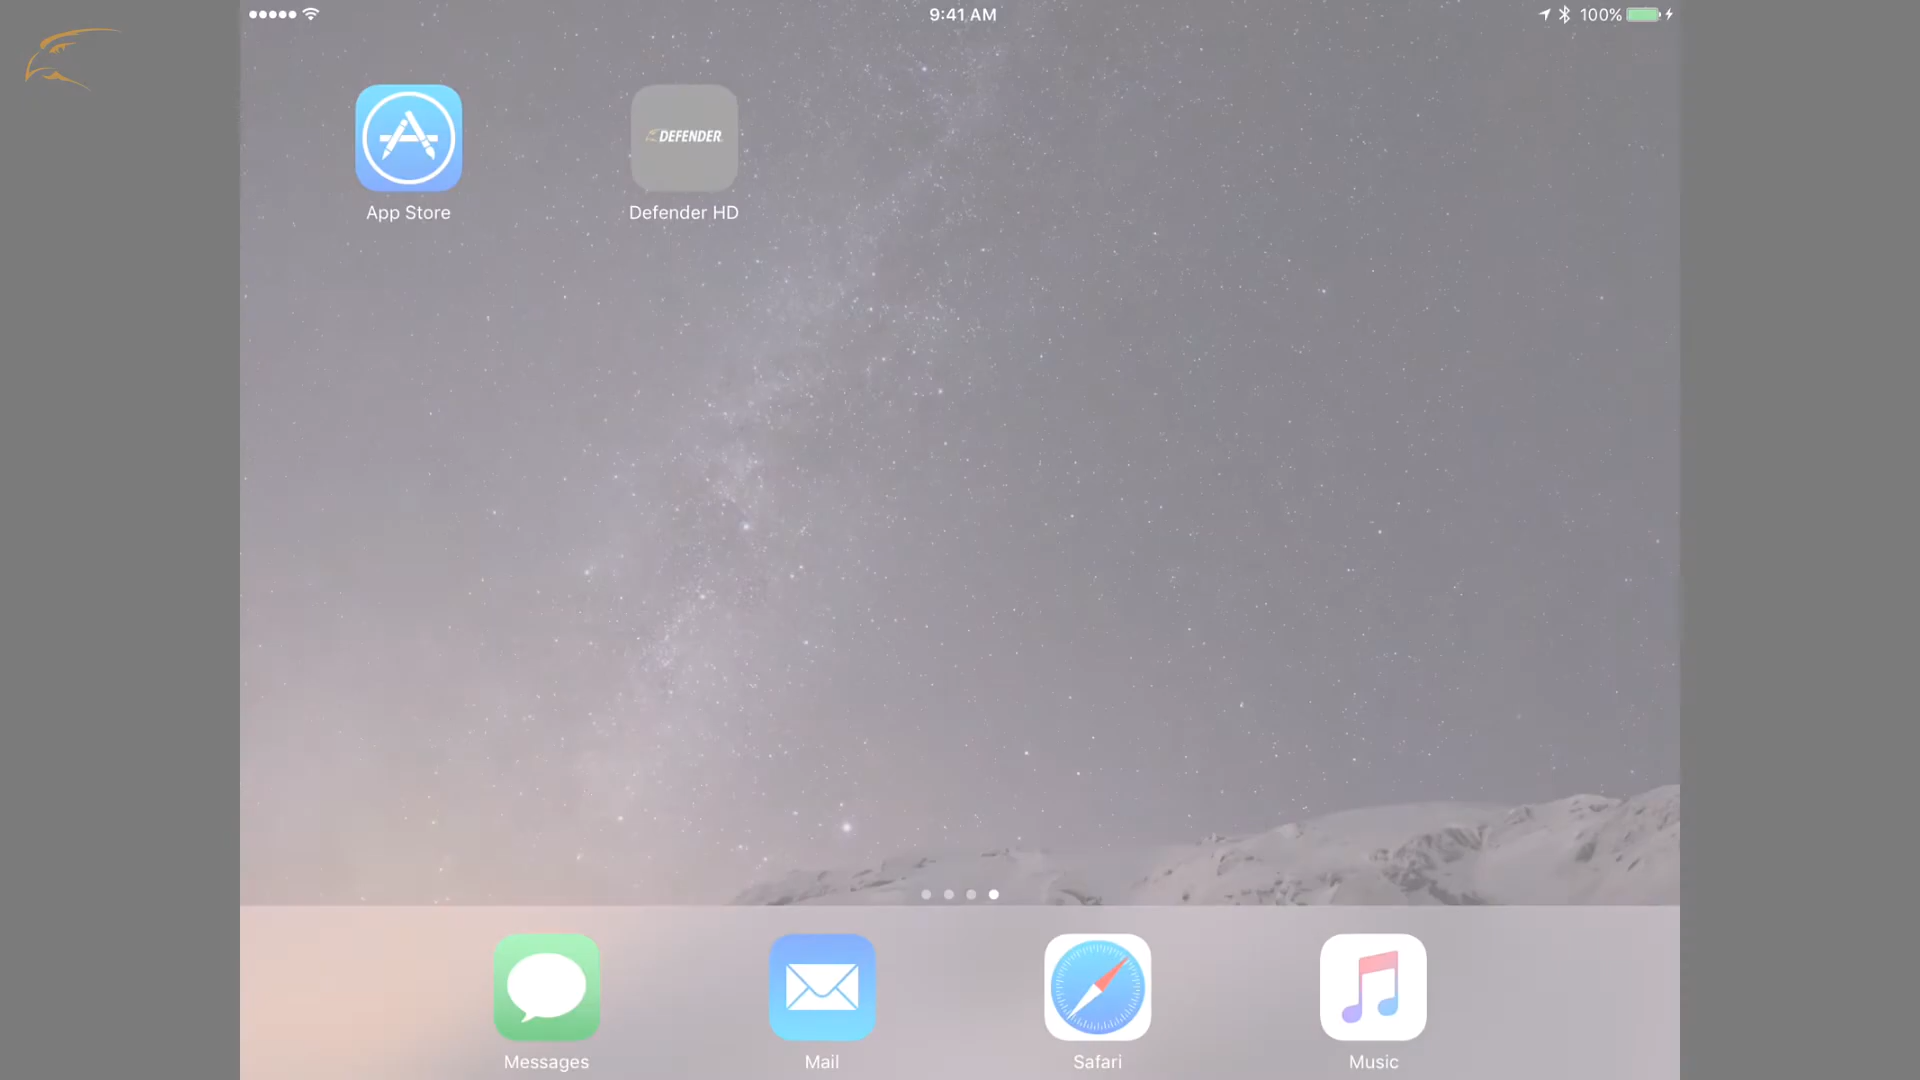 9:41 AM
100%
DEFENDER
App Store
Defender HD
Messages
Mail
Safari
Music